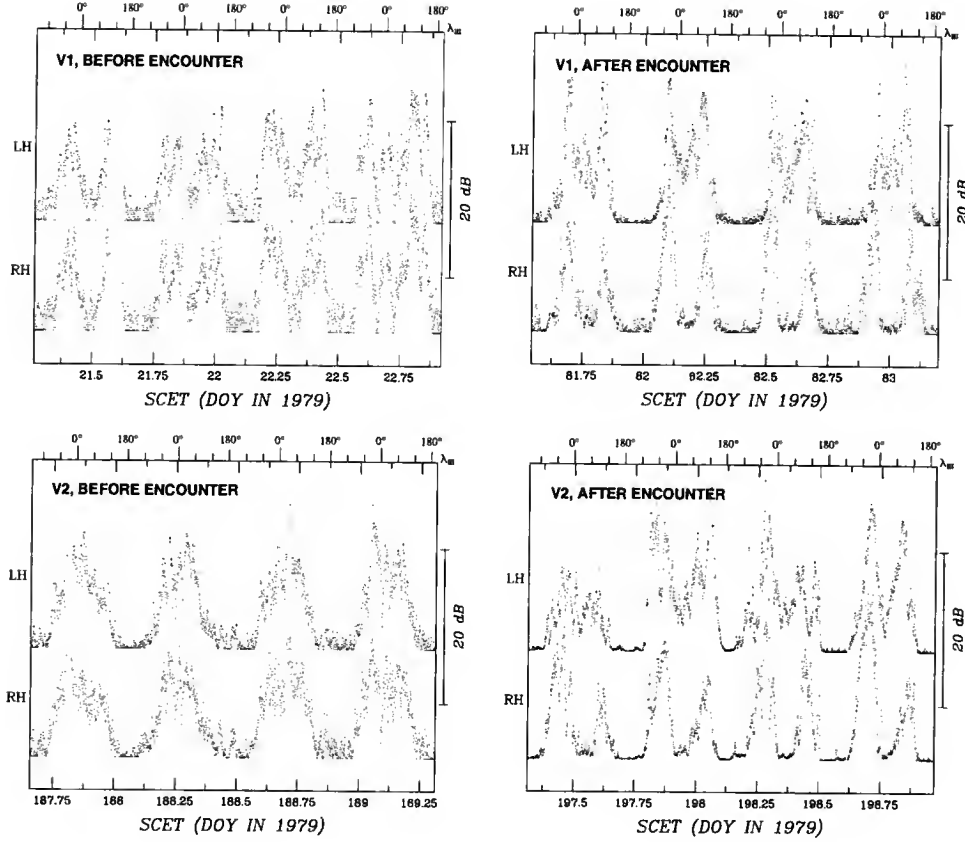 0° 180° 0° 180° 0° 180° 0° 180°
λ_III
V1, BEFORE ENCOUNTER
LH
RH
20 dB
21.5 21.75 22 22.25 22.5 22.75
SCET (DOY IN 1979)
0° 180° 0° 180° 0° 180° 0° 180°
λ_III
V1, AFTER ENCOUNTER
LH
RH
20 dB
81.75 82 82.25 82.5 82.75 83
SCET (DOY IN 1979)
0° 180° 0° 180° 0° 180° 0° 180°
λ_III
V2, BEFORE ENCOUNTER
LH
RH
20 dB
187.75 188 188.25 188.5 188.75 189 169.25
SCET (DOY IN 1979)
0° 180° 0° 180° 0° 180° 0° 180°
λ_III
V2, AFTER ENCOUNTER
LH
RH
20 dB
197.5 197.75 198 198.25 198.5 198.75
SCET (DOY IN 1979)